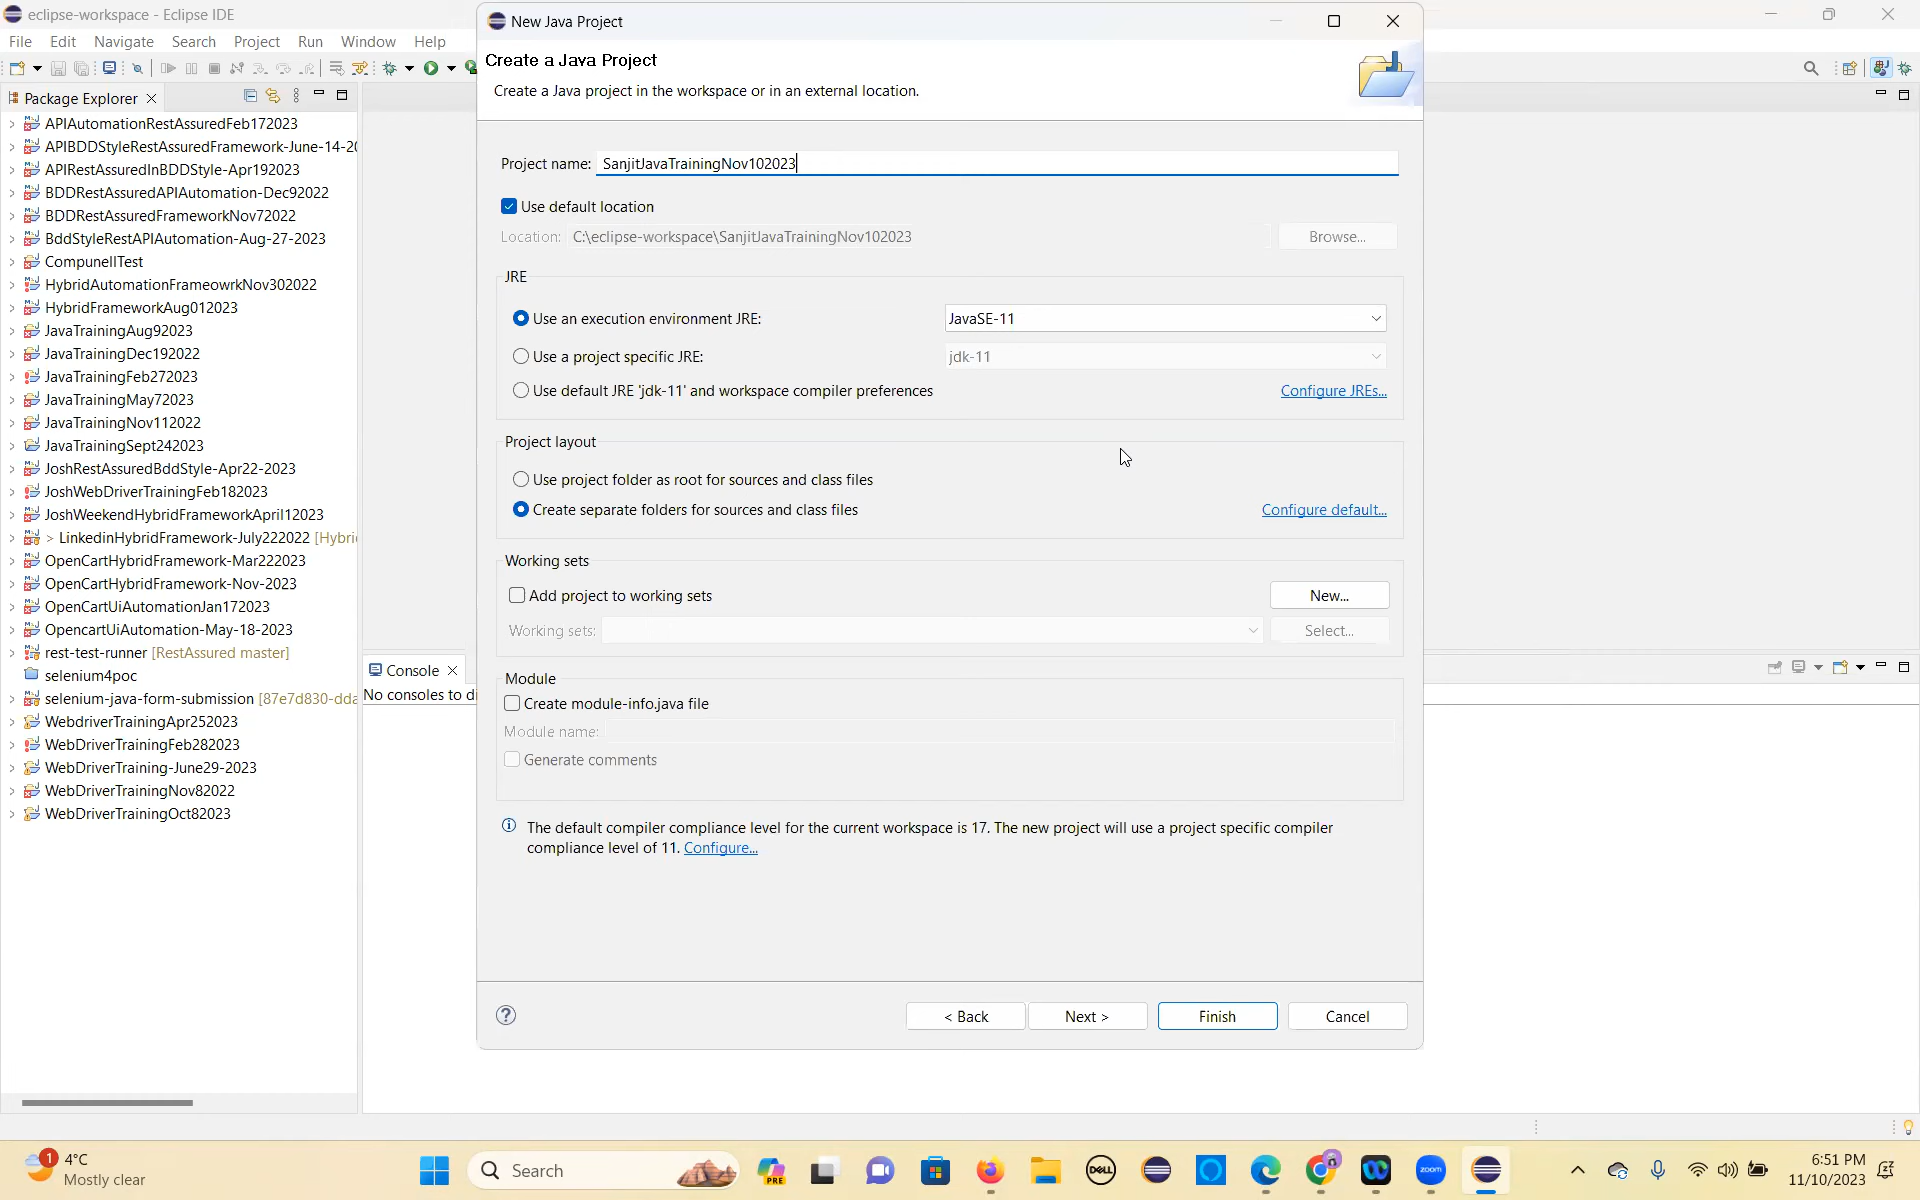 eclipse-workspace - Eclipse IDE
File Edit Navigate Search Project Run Window Help
Package Explorer
APIAutomationRestAssuredFeb172023
APIBDDStyleRestAssuredFramework-June-14-20
APIRestAssuredInBDDStyle-Apr192023
BDDRestAssuredAPIAutomation-Dec92022
BDDRestAssuredFrameworkNov72022
BddStyleRestAPIAutomation-Aug-27-2023
CompunellTest
HybridAutomationFrameowrkNov302022
HybridFrameworkAug012023
JavaTrainingAug92023
JavaTrainingDec192022
JavaTrainingFeb272023
JavaTrainingMay72023
JavaTrainingNov112022
JavaTrainingSept242023
JoshRestAssuredBddStyle-Apr22-2023
JoshWebDriverTrainingFeb182023
JoshWeekendHybridFrameworkApril12023
> LinkedinHybridFramework-July222022 [Hybri
OpenCartHybridFramework-Mar222023
OpenCartHybridFramework-Nov-2023
OpenCartUiAutomationJan172023
OpencartUiAutomation-May-18-2023
rest-test-runner [RestAssured master]
selenium4poc
selenium-java-form-submission [87e7d830-dda
WebdriverTrainingApr252023
WebDriverTrainingFeb282023
WebDriverTraining-June29-2023
WebDriverTrainingNov82022
WebDriverTrainingOct82023
Console
No consoles to di
New Java Project
Create a Java Project
Create a Java project in the workspace or in an external location.
Project name: SanjitJavaTrainingNov102023
Use default location
Location: C:\eclipse-workspace\SanjitJavaTrainingNov102023 Browse...
JRE
Use an execution environment JRE: JavaSE-11
Use a project specific JRE: jdk-11
Use default JRE 'jdk-11' and workspace compiler preferences Configure JREs...
Project layout
Use project folder as root for sources and class files
Create separate folders for sources and class files Configure default...
Working sets
Add project to working sets New...
Working sets: Select...
Module
Create module-info.java file
Module name:
Generate comments
The default compiler compliance level for the current workspace is 17. The new project will use a project specific compiler
compliance level of 11. Configure...
< Back Next > Finish Cancel
1 4°C
Mostly clear
Search
PRE
DELL
zoom
6:51 PM
11/10/2023